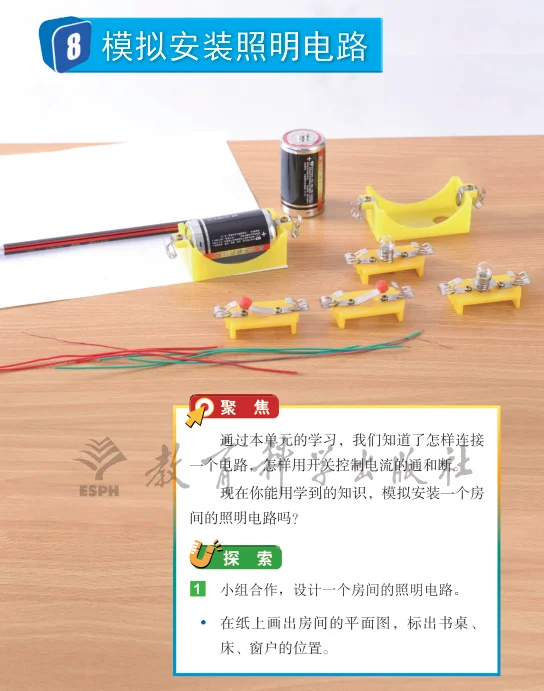 8 模拟安装照明电路
聚 焦
通过本单元的学习，我们知道了怎样连接
一个电路，怎样用开关控制电流的通和断。
现在你能用学到的知识，模拟安装一个房
间的照明电路吗？
教育科学出版社
ESPH
探 索
1 小组合作，设计一个房间的照明电路。
• 在纸上画出房间的平面图，标出书桌、
床、窗户的位置。